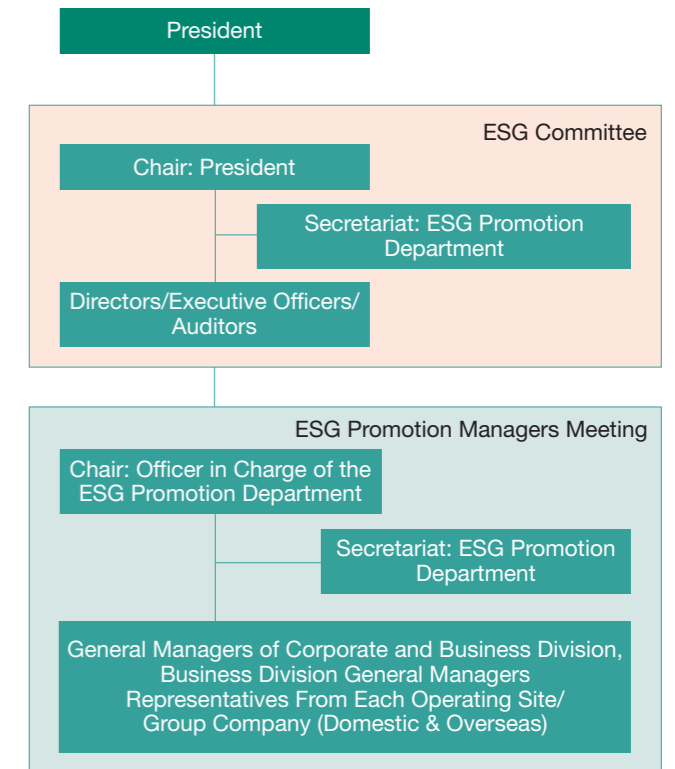 President
ESG Committee
Chair: President
Secretariat: ESG Promotion
Department
Directors/Executive Officers/
Auditors
ESG Promotion Managers Meeting
Chair: Officer in Charge of the
ESG Promotion Department
Secretariat: ESG Promotion
Department
General Managers of Corporate and Business Division,
Business Division General Managers
Representatives From Each Operating Site/
Group Company (Domestic & Overseas)